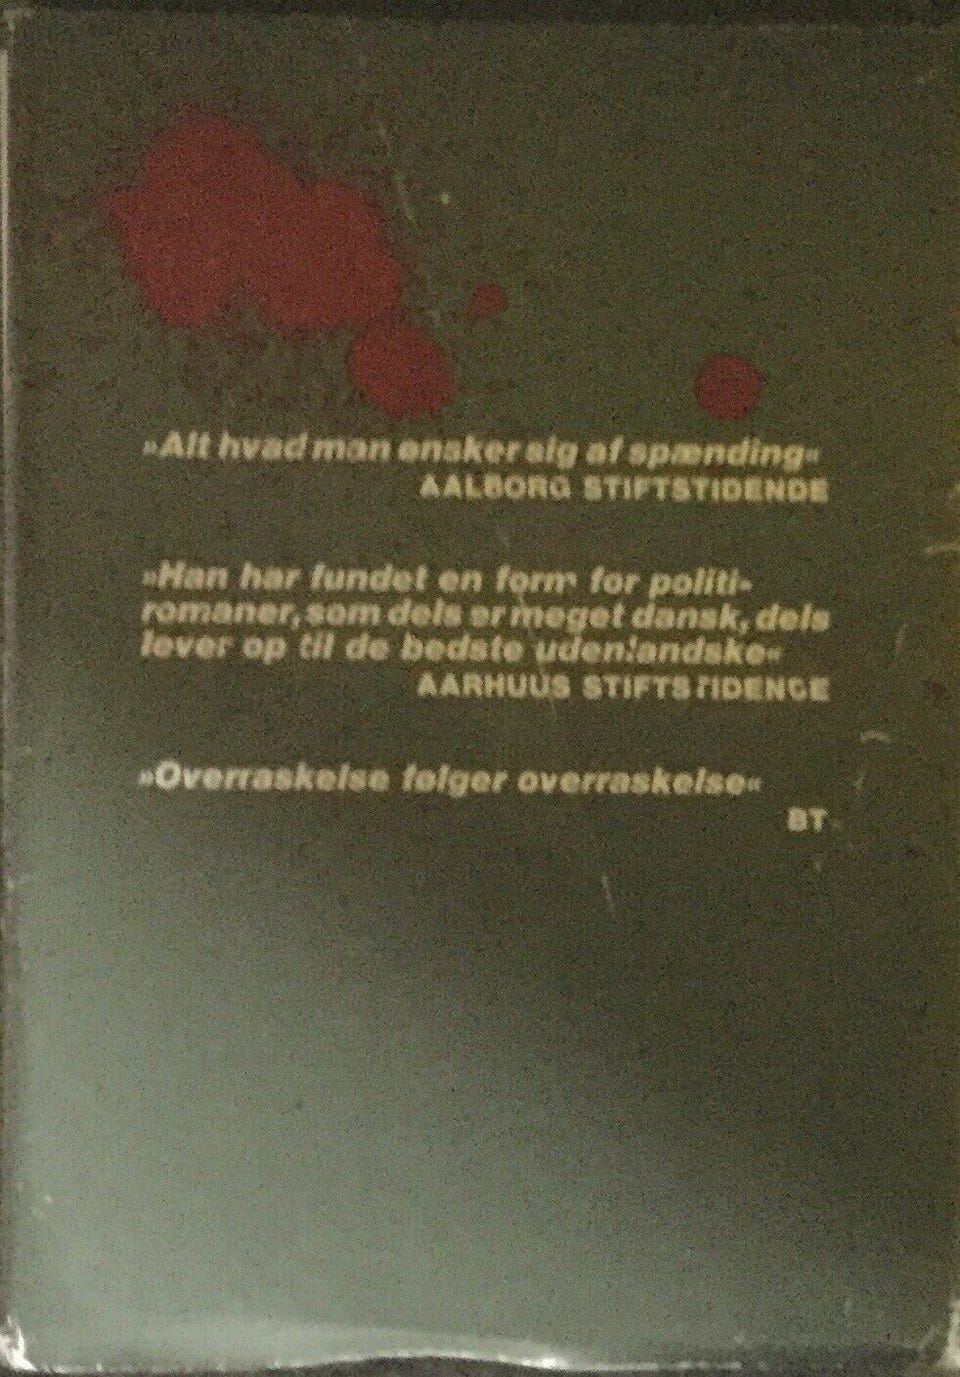 »Alt hvad man ønsker sig af spænding«
AALBORG STIFTSTIDENDE
»Han har fundet en form for politi-
romaner, som dels er meget dansk, dels
lever op til de bedste udenlandske«
AARHUUS STIFTSTIDENDE
»Overraskelse følger overraskelse«
BT